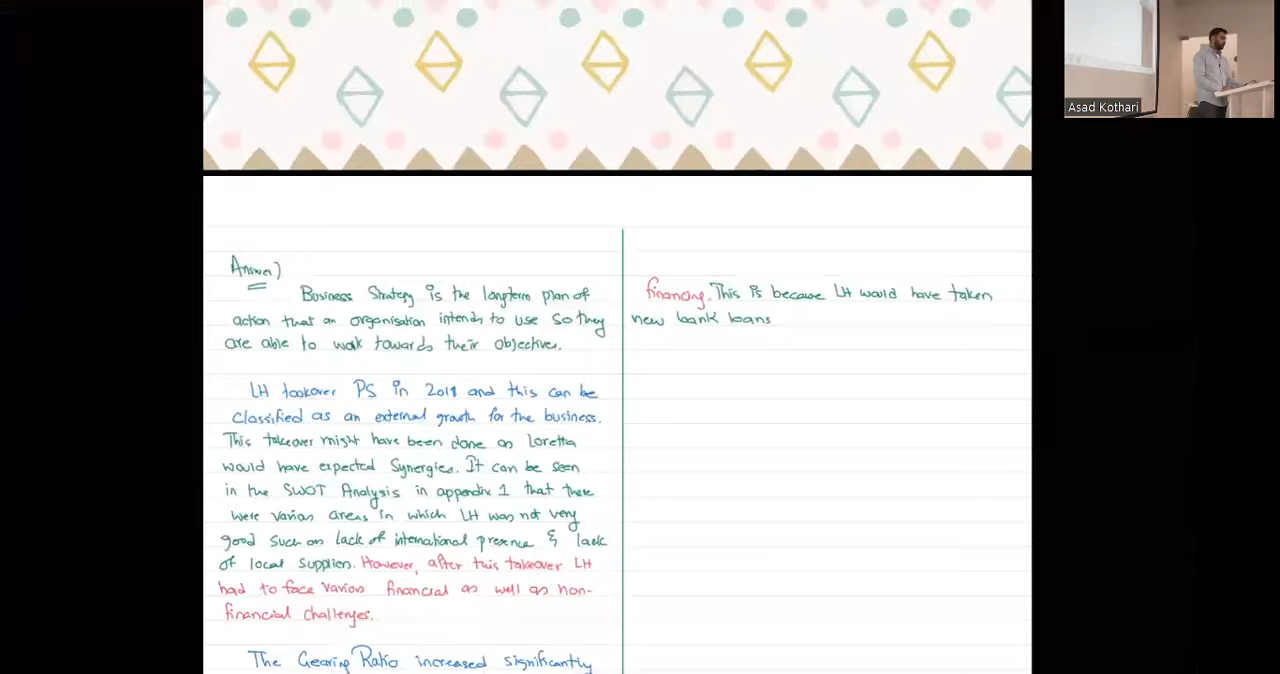 Answer)
Business Strategy is the longterm plan of
action that an organisation intends to use so they
are able to work towards their objectives.
LH tookover PS in 2018 and this can be
classified as an external growth for the business.
This takeover might have been done as Loretta
would have expected Synergies. It can be seen
in the SWOT Analysis in appendix 1 that there
were various areas in which LH was not very
good such as lack of international presence & lack
of local suppliers. However, after this takeover LH
had to face various financial as well as non-
financial challenges.
The Gearing Ratio increased significantly
financing. This is because LH would have taken
new bank loans
Asad Kothari